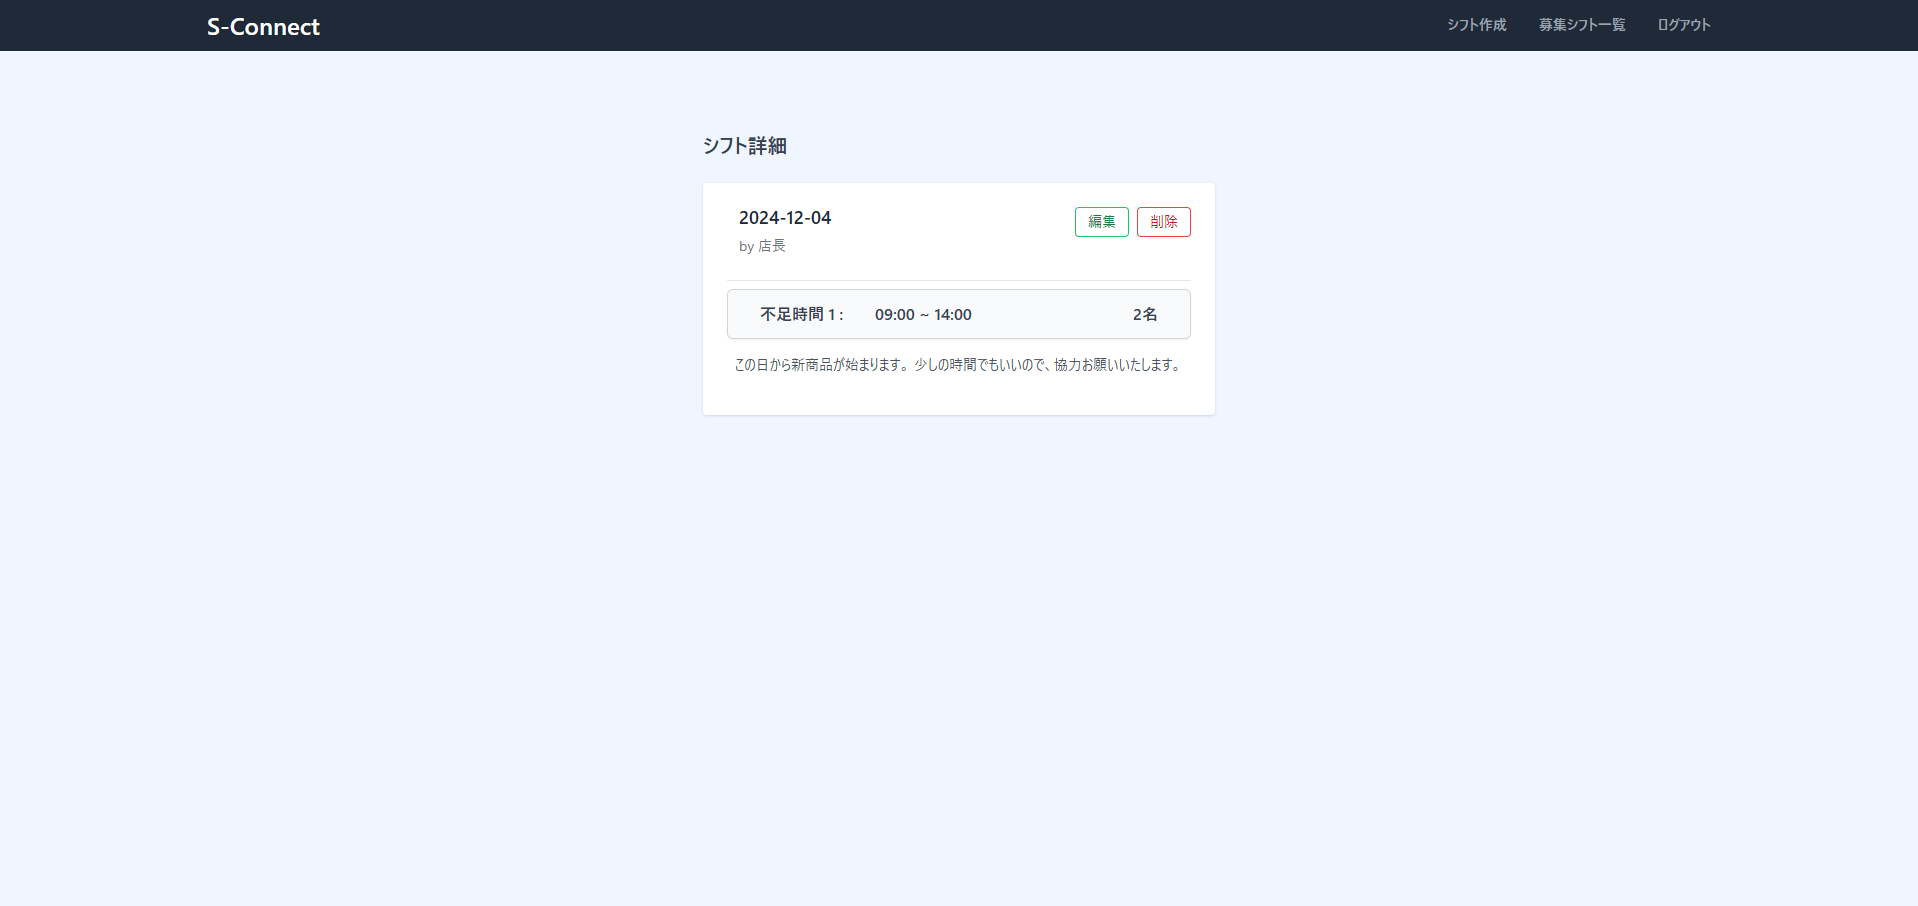 S-Connect
シフト作成 募集シフト一覧 ログアウト
シフト詳細
2024-12-04
編集 削除
by 店長
不足時間 1 : 09:00 ~ 14:00 2名
この日から新商品が始まります。少しの時間でもいいので、協力お願いいたします。